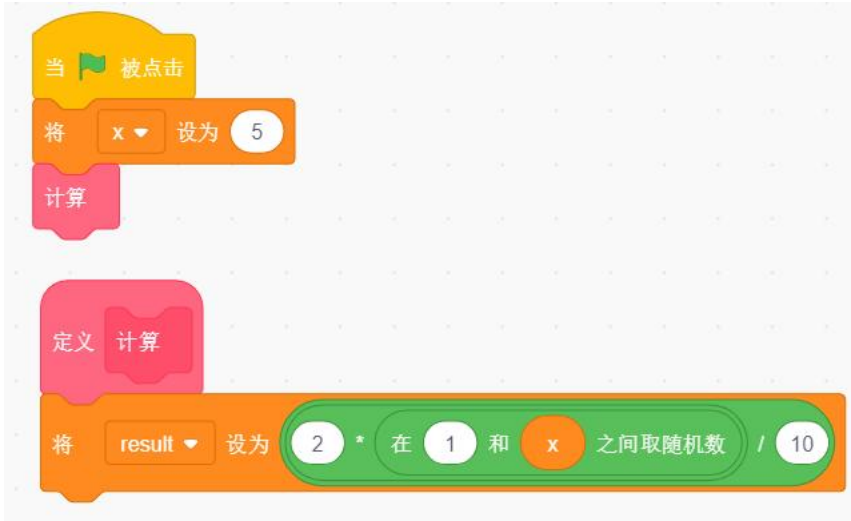 当 被点击
将 x 设为 5
计算
定义 计算
将 result 设为 2 * 在 1 和 x 之间取随机数 / 10